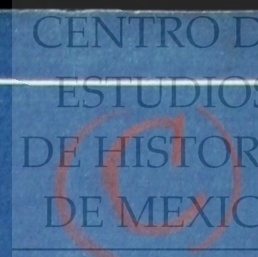 CENTRO D
ESTUDIOS
DE HISTOR
DE MEXIC
©